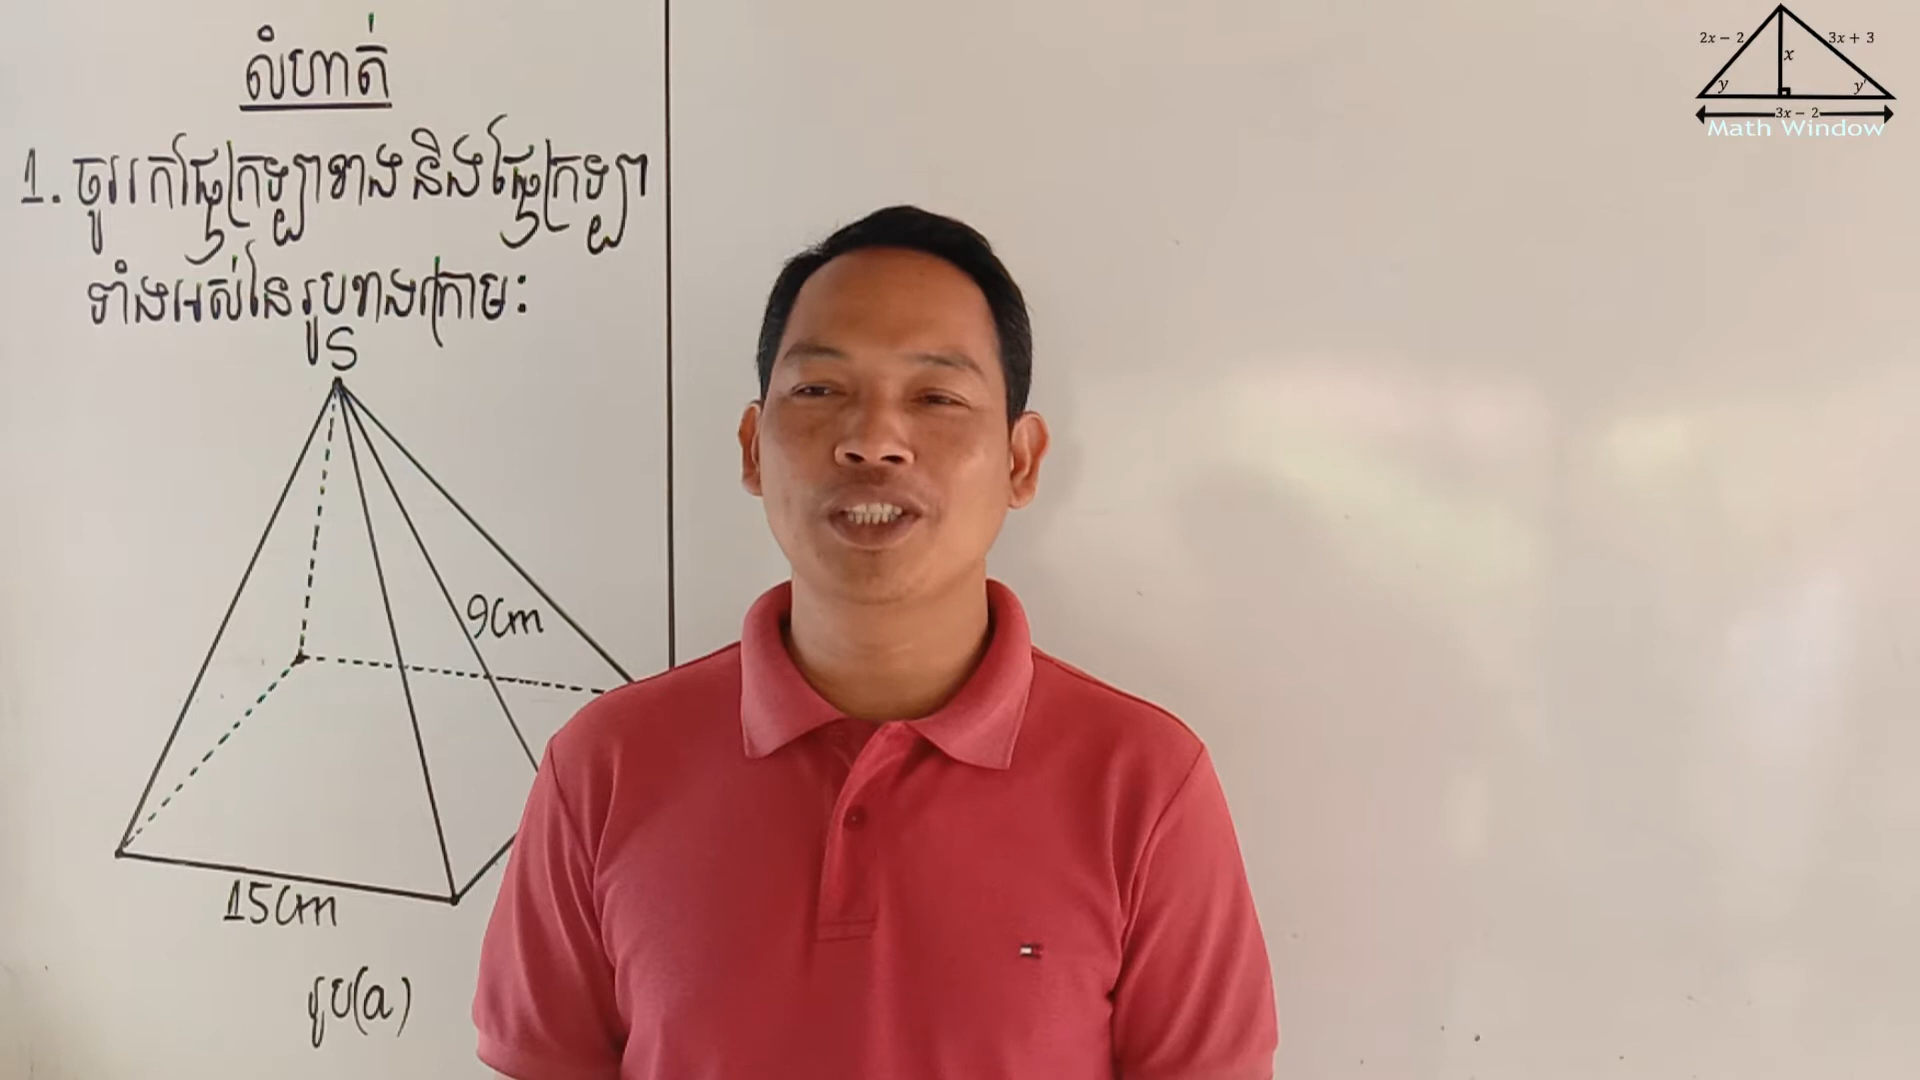 លំហាត់
1. ចូររកផ្ទៃក្រឡាខាង និងផ្ទៃក្រឡា
ទាំងអស់នៃរូបខាងក្រោម:
S
9cm
15cm
រូប(a)
2x − 2
3x + 3
x
y
y'
3x − 2
Math Window